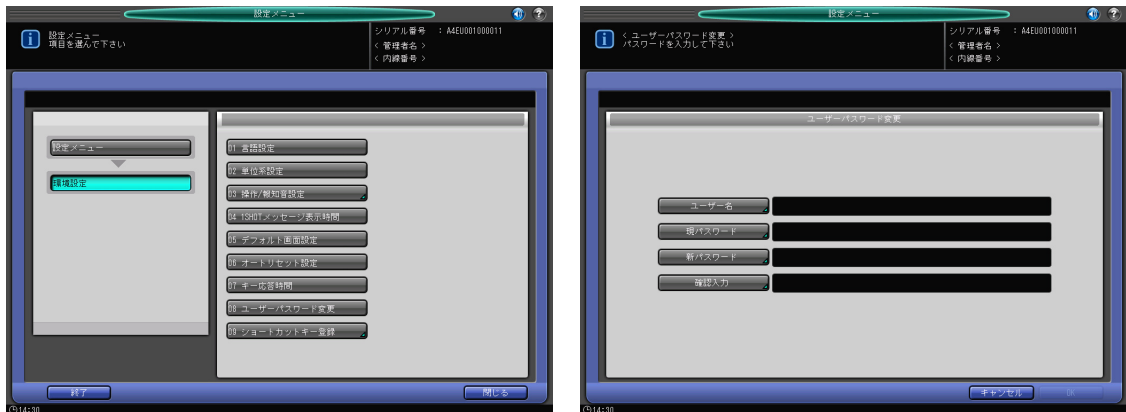 設定メニュー
設定メニュー
項目を選んで下さい
シリアル番号 : A4EU001000011
< 管理者名 >
< 内線番号 >
設定メニュー
環境設定
01 言語設定
02 単位系設定
03 操作/報知音設定
04 1SHOTメッセージ表示時間
05 デフォルト画面設定
06 オートリセット設定
07 キー応答時間
08 ユーザーパスワード変更
09 ショートカットキー登録
終了
閉じる
14:30
設定メニュー
< ユーザーパスワード変更 >
パスワードを入力して下さい
シリアル番号 : A4EU001000011
< 管理者名 >
< 内線番号 >
ユーザーパスワード変更
ユーザー名
現パスワード
新パスワード
確認入力
キャンセル
OK
14:30